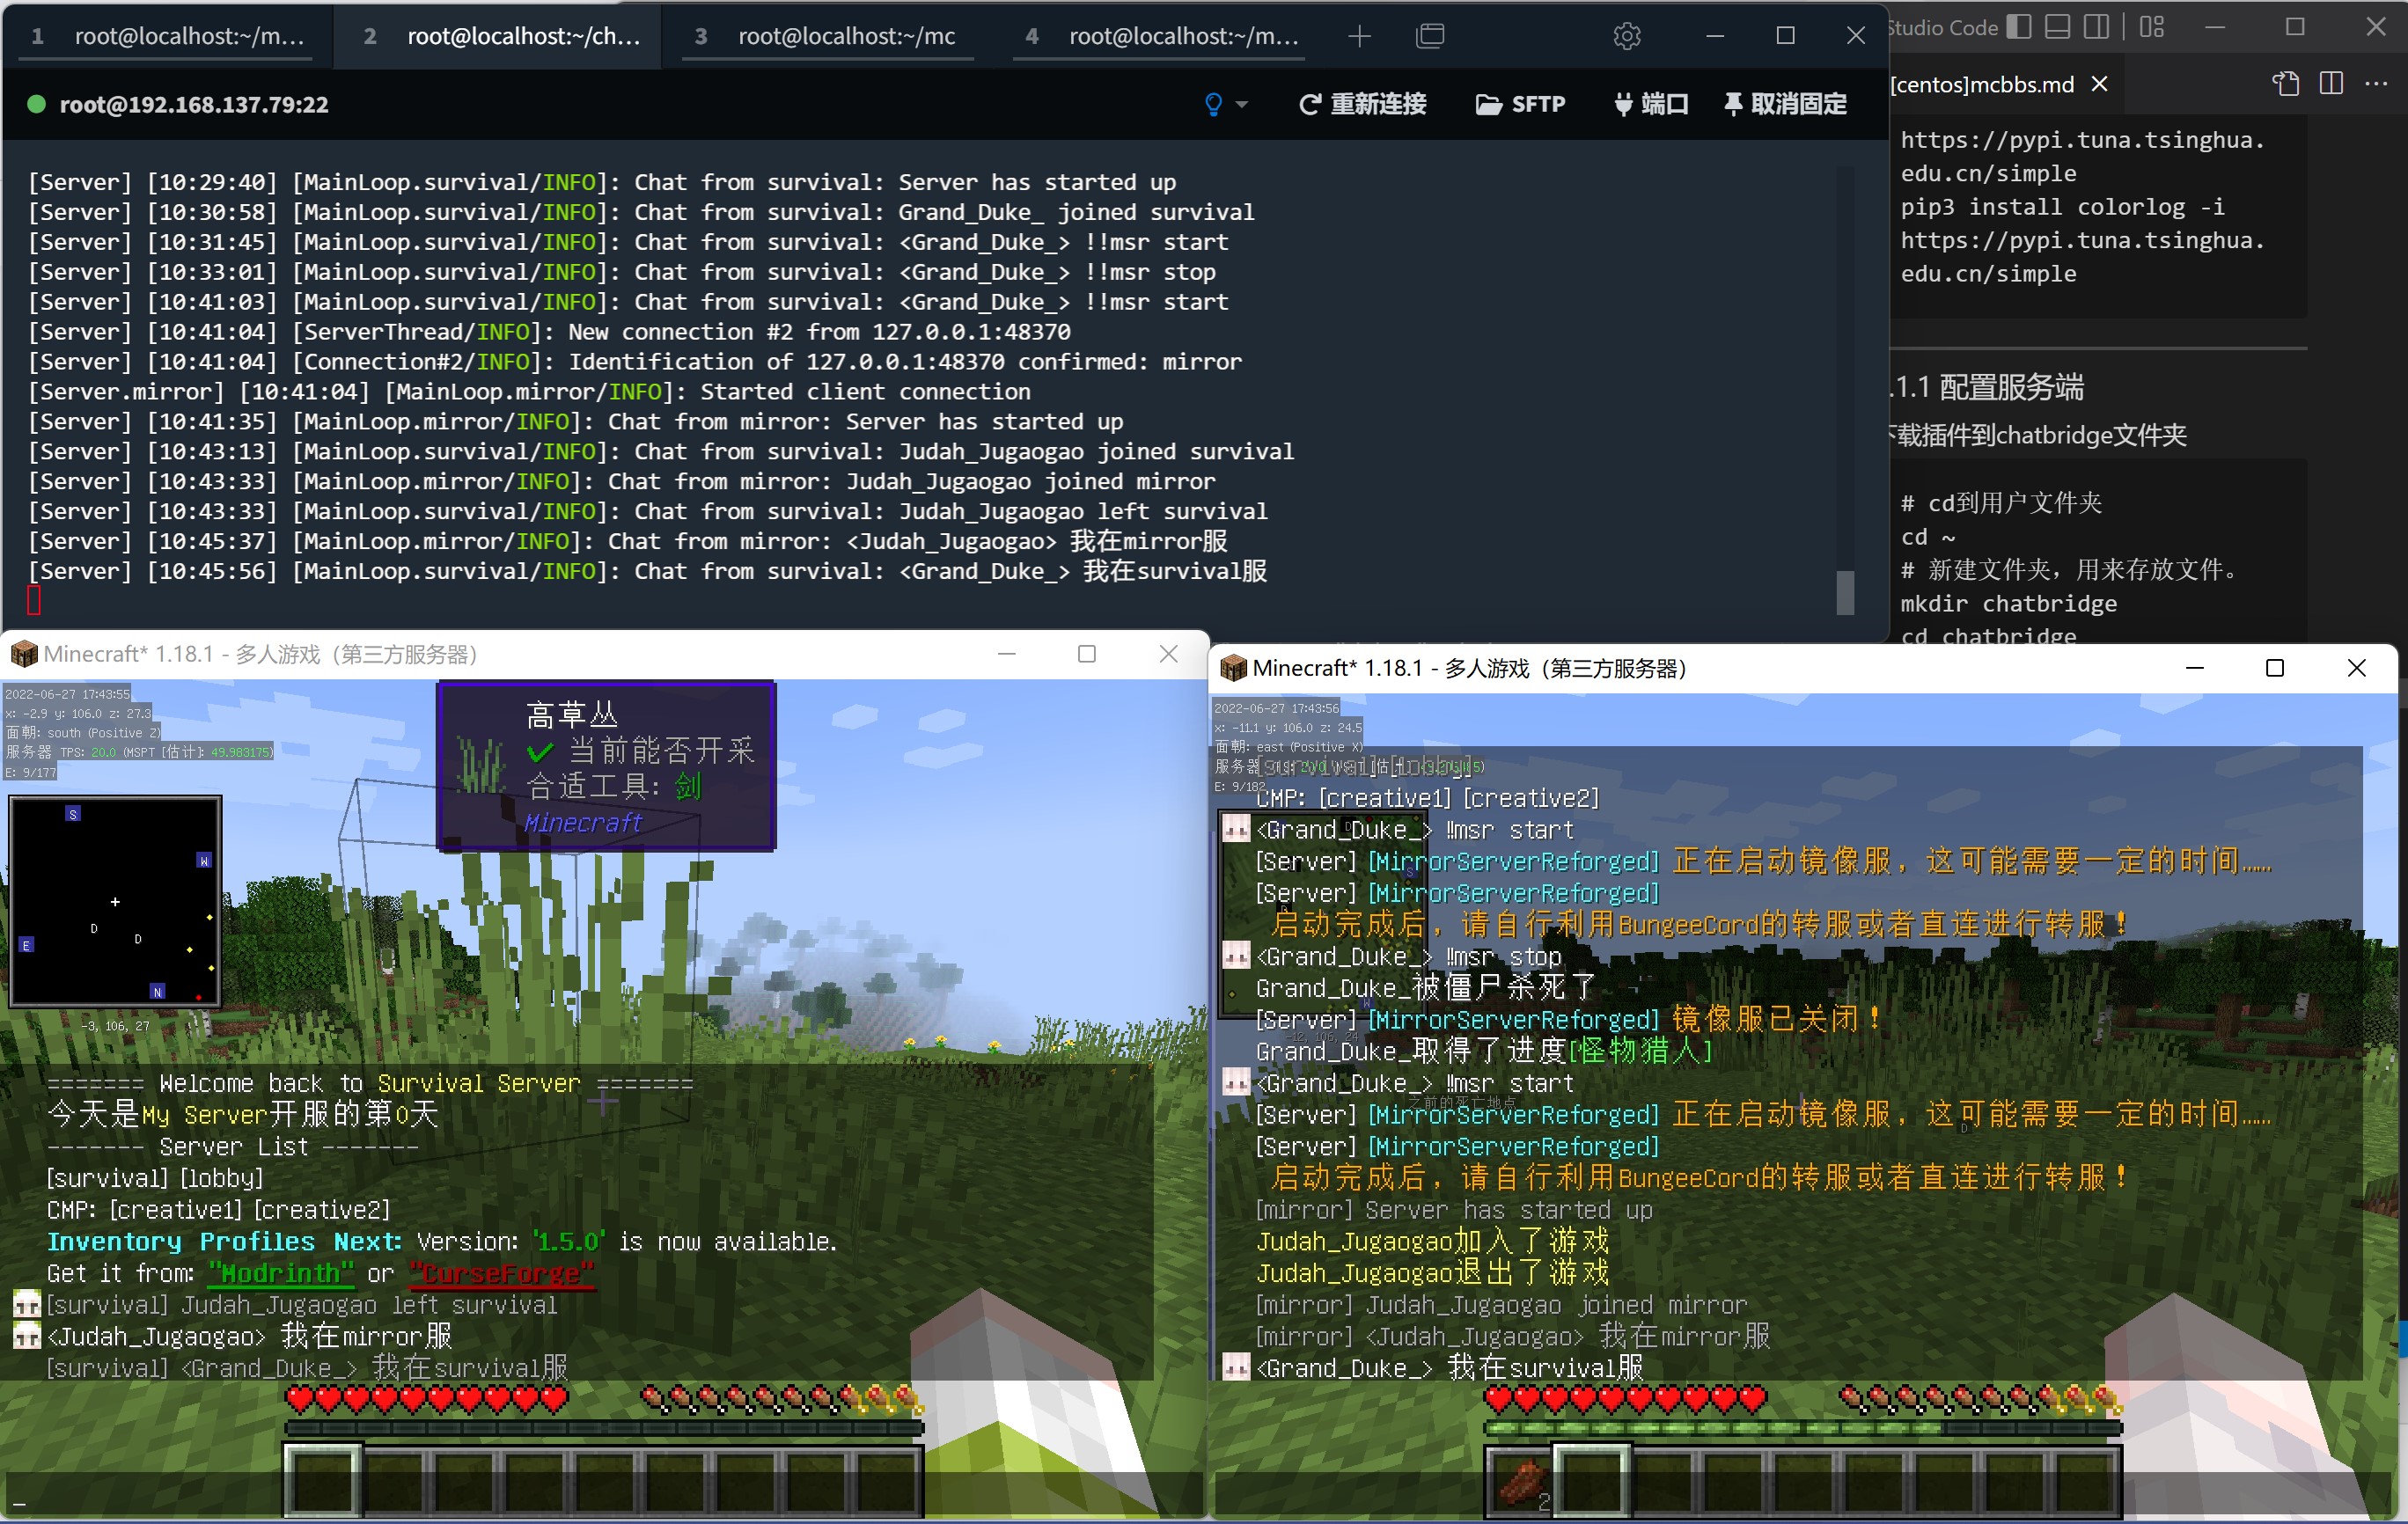 1 root@localhost:~/m...
2 root@localhost:~/ch...
3 root@localhost:~/mc
4 root@localhost:~/m...
root@192.168.137.79:22
重新连接
SFTP
端口
取消固定
[Server] [10:29:40] [MainLoop.survival/INFO]: Chat from survival: Server has started up
[Server] [10:30:58] [MainLoop.survival/INFO]: Chat from survival: Grand_Duke_ joined survival
[Server] [10:31:45] [MainLoop.survival/INFO]: Chat from survival: <Grand_Duke_> !!msr start
[Server] [10:33:01] [MainLoop.survival/INFO]: Chat from survival: <Grand_Duke_> !!msr stop
[Server] [10:41:03] [MainLoop.survival/INFO]: Chat from survival: <Grand_Duke_> !!msr start
[Server] [10:41:04] [ServerThread/INFO]: New connection #2 from 127.0.0.1:48370
[Server] [10:41:04] [Connection#2/INFO]: Identification of 127.0.0.1:48370 confirmed: mirror
[Server.mirror] [10:41:04] [MainLoop.mirror/INFO]: Started client connection
[Server] [10:41:35] [MainLoop.mirror/INFO]: Chat from mirror: Server has started up
[Server] [10:43:13] [MainLoop.survival/INFO]: Chat from survival: Judah_Jugaogao joined survival
[Server] [10:43:33] [MainLoop.mirror/INFO]: Chat from mirror: Judah_Jugaogao joined mirror
[Server] [10:43:33] [MainLoop.survival/INFO]: Chat from survival: Judah_Jugaogao left survival
[Server] [10:45:37] [MainLoop.mirror/INFO]: Chat from mirror: <Judah_Jugaogao> 我在mirror服
[Server] [10:45:56] [MainLoop.survival/INFO]: Chat from survival: <Grand_Duke_> 我在survival服
Studio Code
[centos]mcbbs.md
https://pypi.tuna.tsinghua.
edu.cn/simple
pip3 install colorlog -i
https://pypi.tuna.tsinghua.
edu.cn/simple
.1.1 配置服务端
下载插件到chatbridge文件夹
# cd到用户文件夹
cd ~
# 新建文件夹，用来存放文件。
mkdir chatbridge
cd chatbridge
Minecraft* 1.18.1 - 多人游戏（第三方服务器）
2022-06-27 17:43:55
x: -2.9 y: 106.0 z: 27.3
面朝: south (Positive Z)
服务器 TPS: 20.0 (MSPT [估计]: 49.983175)
E: 9/177
高草丛
✔ 当前能否开采
合适工具: 剑
Minecraft
S
W
D
D
E
N
-3, 106, 27
======= Welcome back to Survival Server =======
今天是My Server开服的第0天
------- Server List -------
[survival] [lobby]
CMP: [creative1] [creative2]
Inventory Profiles Next: Version: '1.5.0' is now available.
Get it from: "Modrinth" or "CurseForge"
[survival] Judah_Jugaogao left survival
<Judah_Jugaogao> 我在mirror服
[survival] <Grand_Duke_> 我在survival服
_
Minecraft* 1.18.1 - 多人游戏（第三方服务器）
2022-06-27 17:43:56
x: -11.1 y: 106.0 z: 24.5
面朝: east (Positive X)
服务器
[survival] [lobby]
E: 9/182
CMP: [creative1] [creative2]
<Grand_Duke_> !!msr start
[Server] [MirrorServerReforged] 正在启动镜像服，这可能需要一定的时间……
[Server] [MirrorServerReforged]
启动完成后，请自行利用BungeeCord的转服或者直连进行转服！
<Grand_Duke_> !!msr stop
Grand_Duke_被僵尸杀死了
[Server] [MirrorServerReforged] 镜像服已关闭！
-12, 106, 24
Grand_Duke_取得了进度[怪物猎人]
<Grand_Duke_> !!msr start
之前的死亡地点
[Server] [MirrorServerReforged] 正在启动镜像服，这可能需要一定的时间……
[Server] [MirrorServerReforged]
启动完成后，请自行利用BungeeCord的转服或者直连进行转服！
[mirror] Server has started up
Judah_Jugaogao加入了游戏
Judah_Jugaogao退出了游戏
[mirror] Judah_Jugaogao joined mirror
[mirror] <Judah_Jugaogao> 我在mirror服
<Grand_Duke_> 我在survival服
2